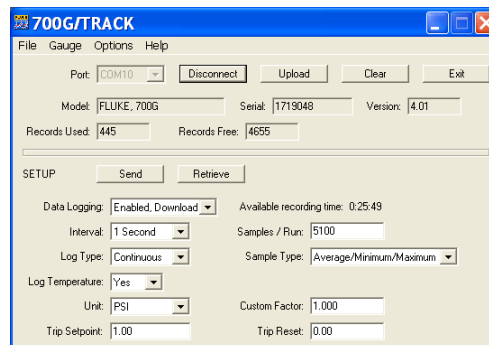 700G/TRACK
File Gauge Options Help
Port: COM10 Disconnect Upload Clear Exit
Model: FLUKE, 700G Serial: 1719048 Version: 4.01
Records Used: 445 Records Free: 4655
SETUP Send Retrieve
Data Logging: Enabled, Download Available recording time: 0:25:49
Interval: 1 Second Samples / Run: 5100
Log Type: Continuous Sample Type: Average/Minimum/Maximum
Log Temperature: Yes
Unit: PSI Custom Factor: 1.000
Trip Setpoint: 1.00 Trip Reset: 0.00